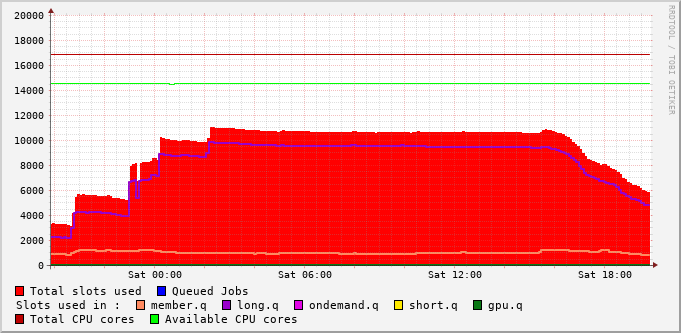 20000
18000
16000
14000
12000
10000
8000
6000
4000
2000
0
Sat 00:00 Sat 06:00 Sat 12:00 Sat 18:00
Total slots used Queued Jobs
Slots used in : member.q long.q ondemand.q short.q gpu.q
Total CPU cores Available CPU cores
RRDTOOL / TOBI OETIKER